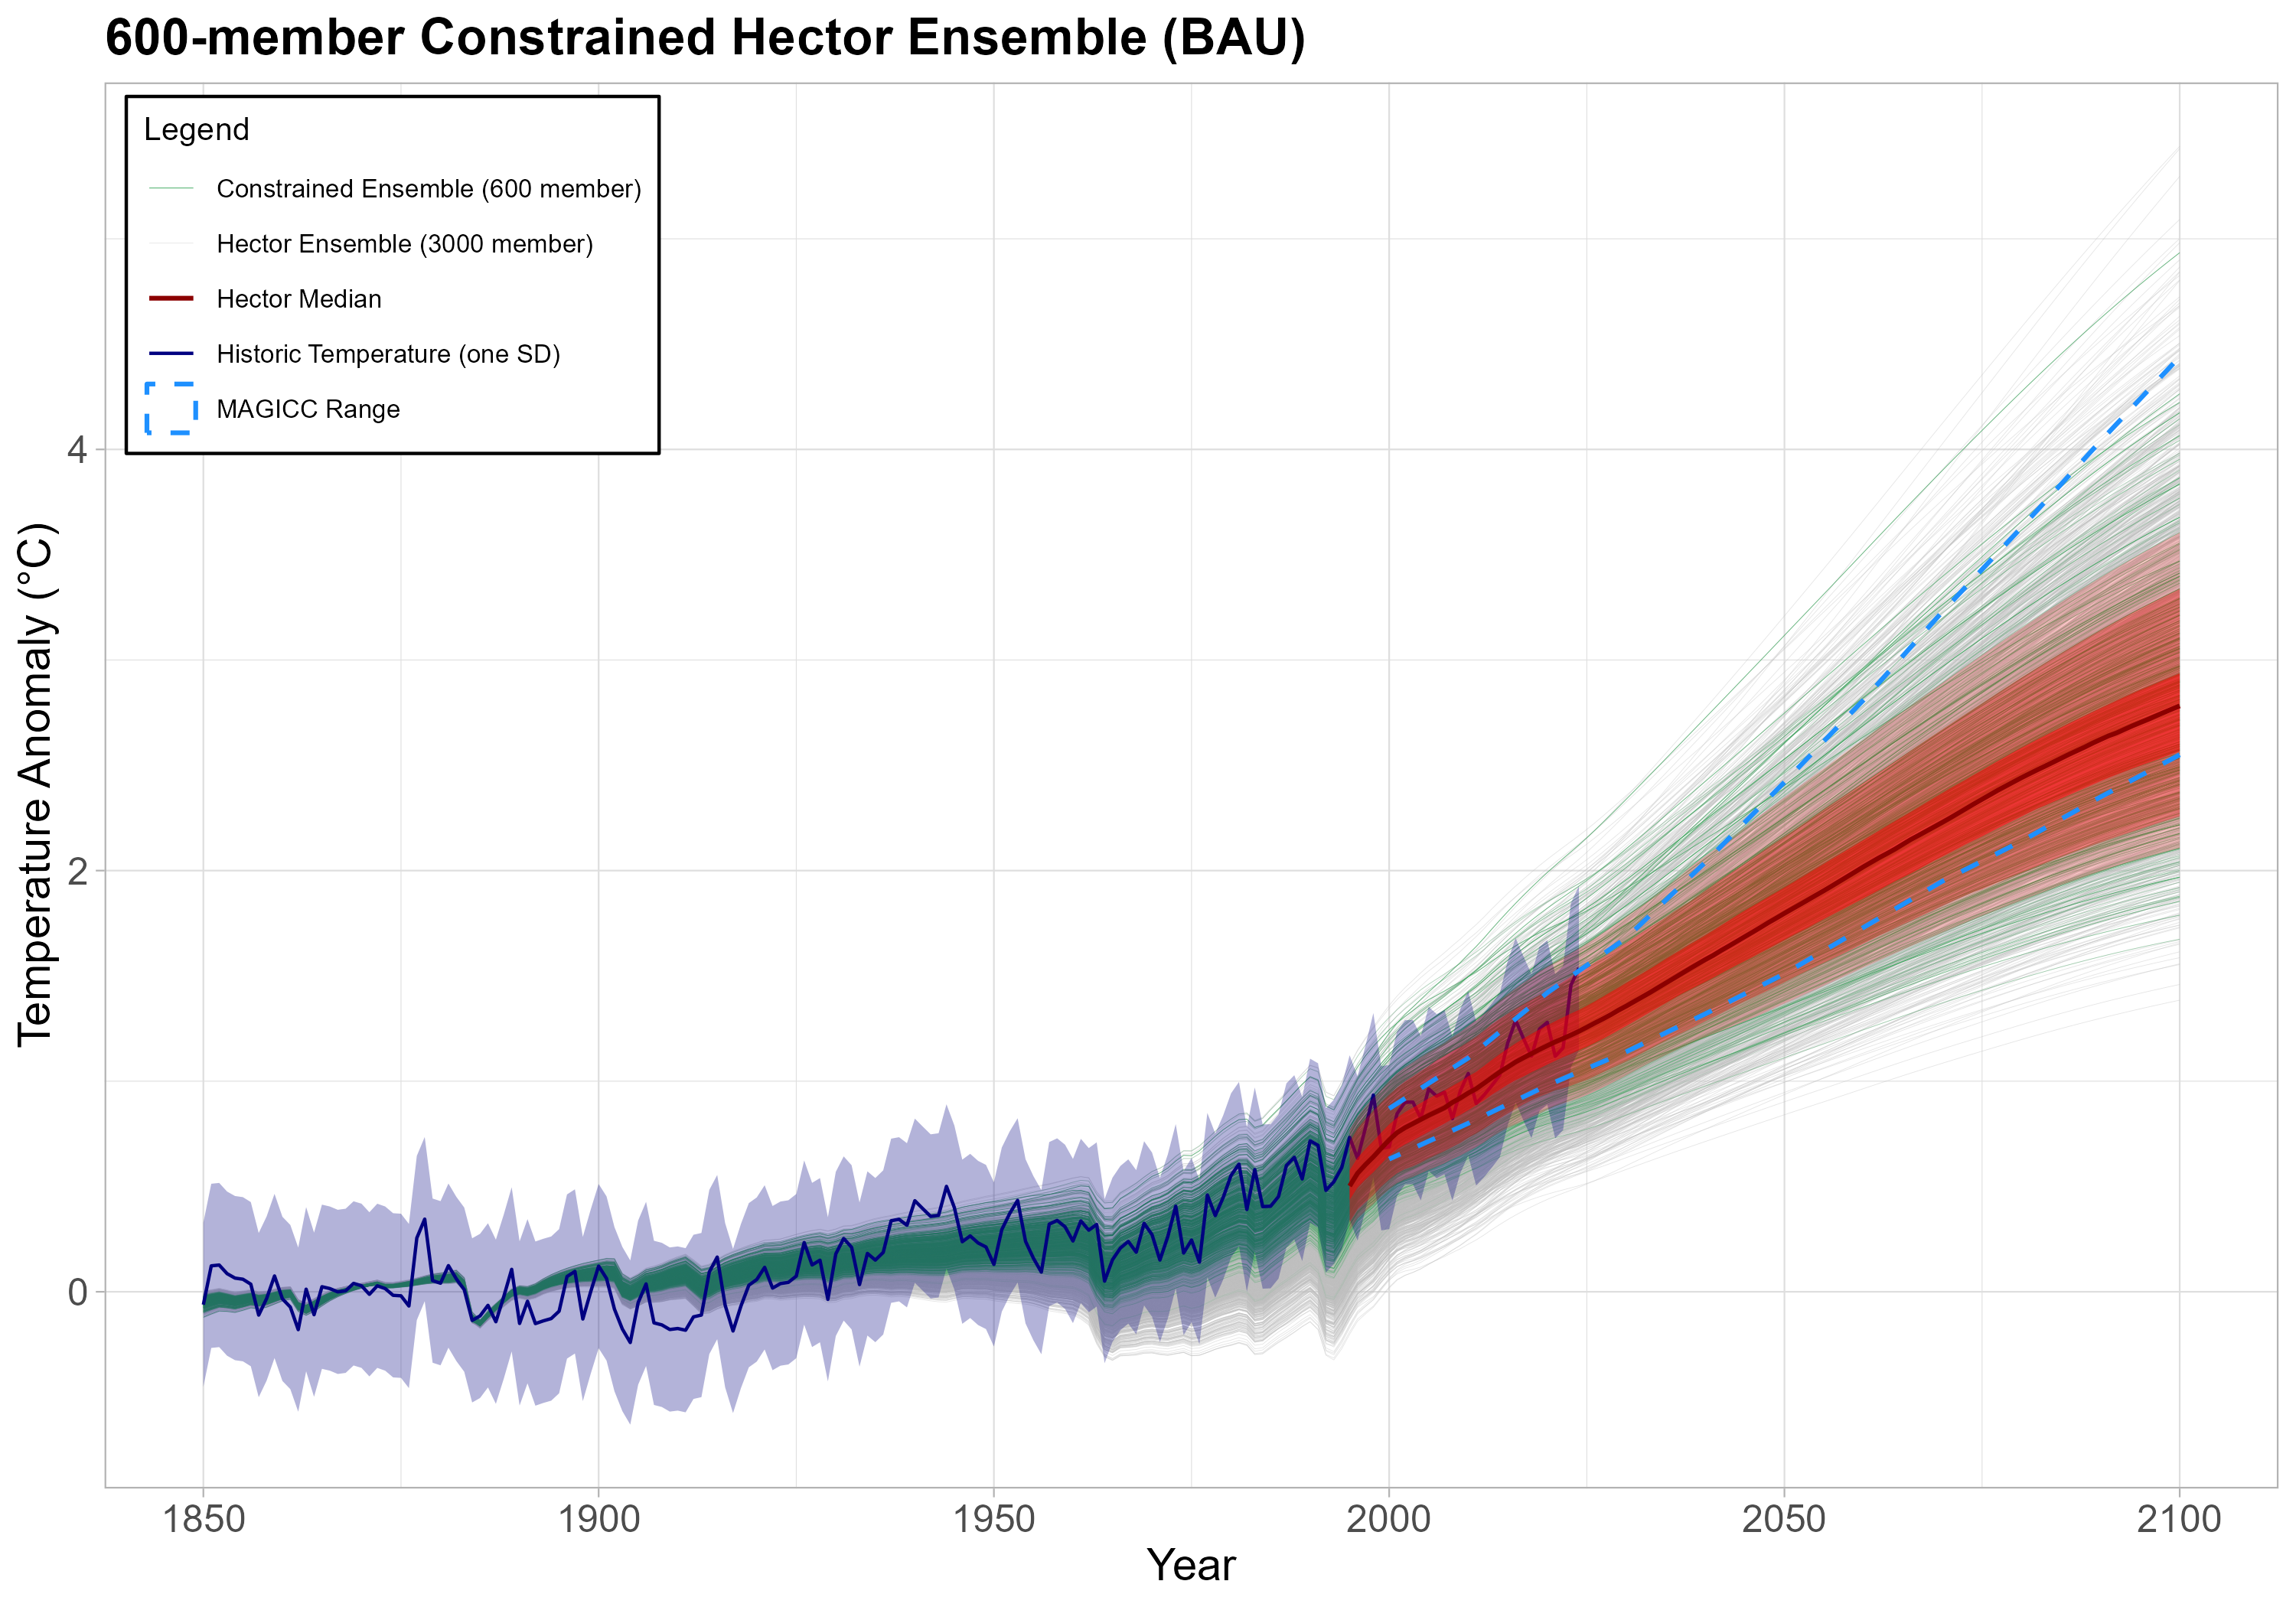 600-member Constrained Hector Ensemble (BAU)
Legend
Constrained Ensemble (600 member)
Hector Ensemble (3000 member)
Hector Median
Historic Temperature (one SD)
MAGICC Range
Temperature Anomaly (°C)
4
2
0
1850 1900 1950 2000 2050 2100
Year